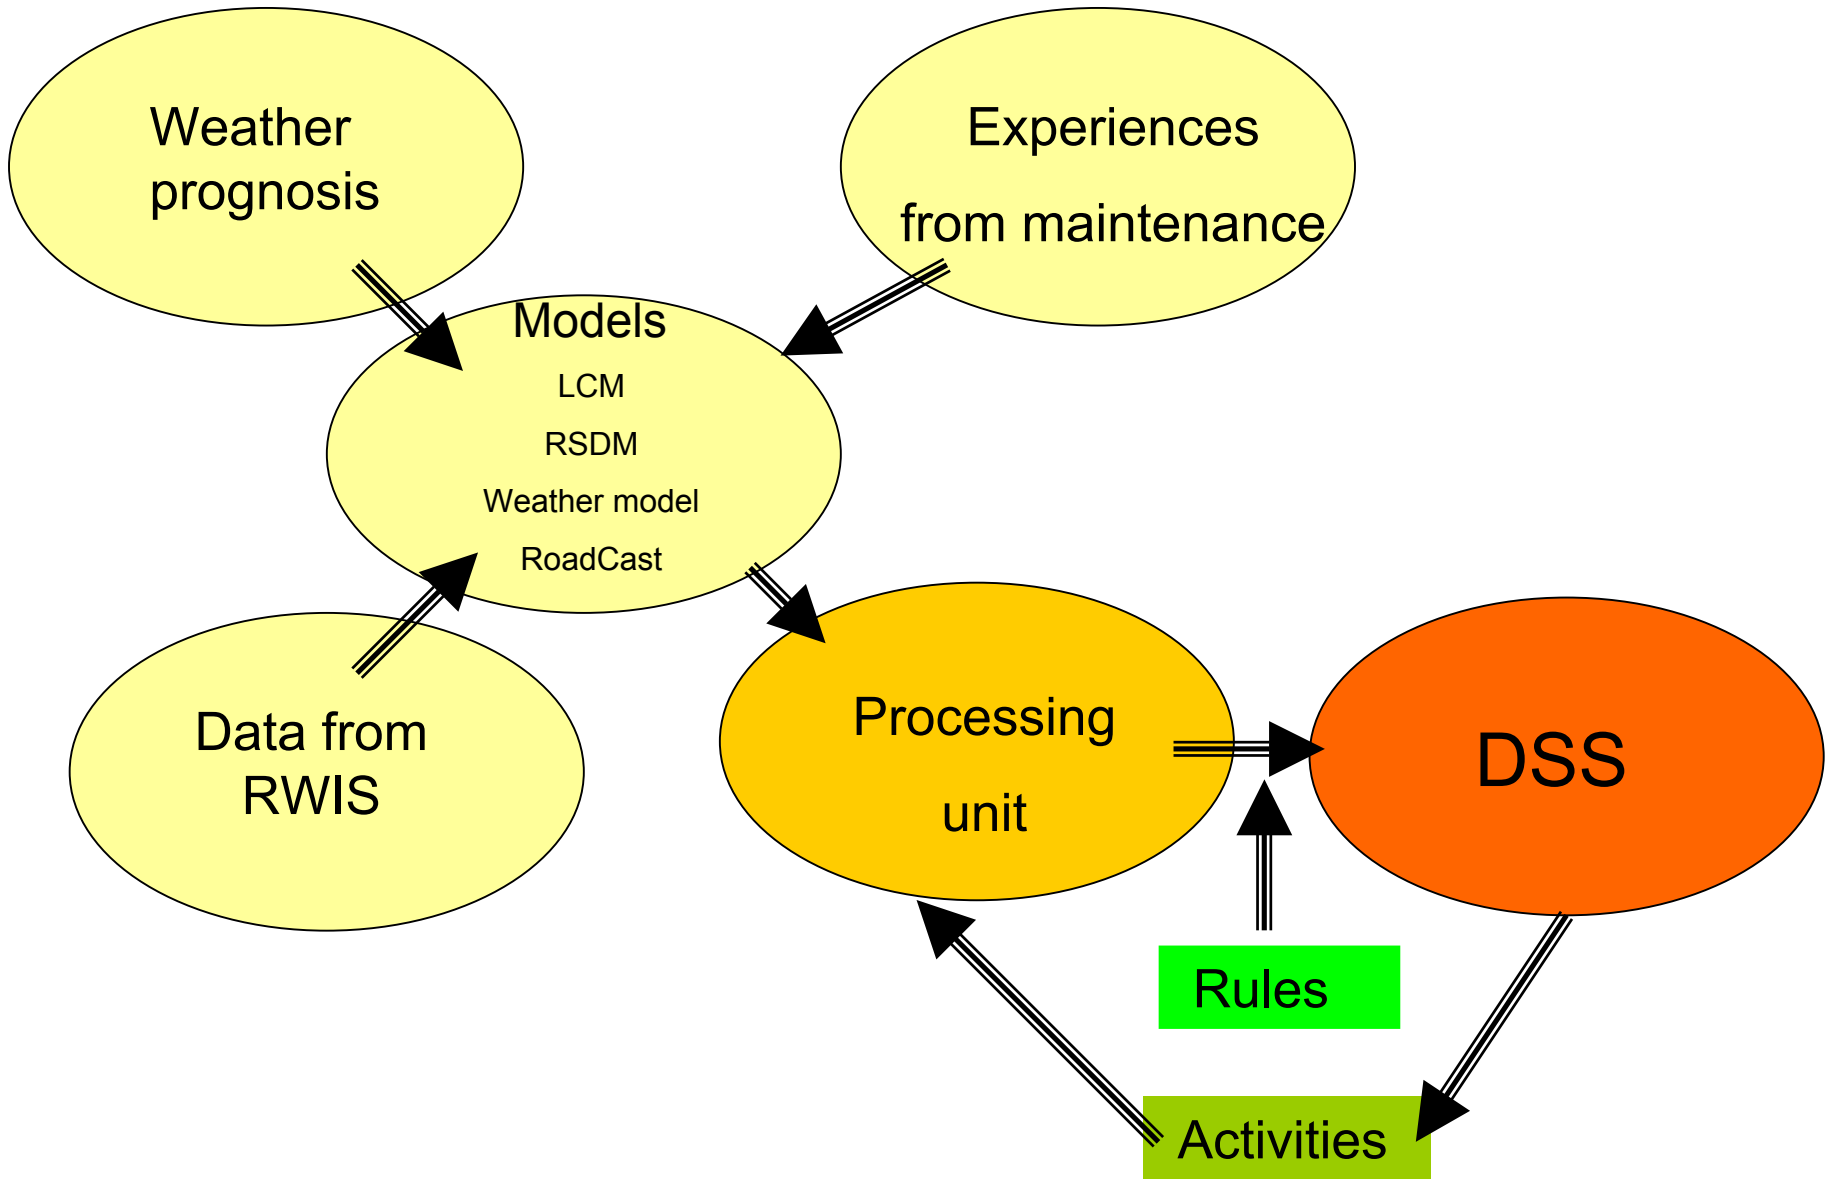 Weather
prognosis
Experiences
from maintenance
Models
LCM
RSDM
Weather model
RoadCast
Data from
RWIS
Processing
unit
DSS
Rules
Activities